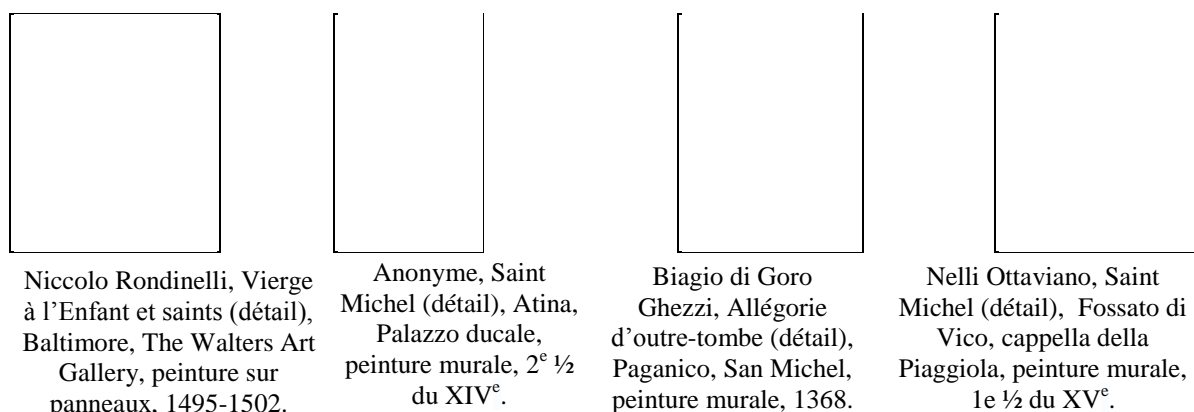 Niccolo Rondinelli, Vierge
à l’Enfant et saints (détail),
Baltimore, The Walters Art
Gallery, peinture sur
panneaux, 1495-1502.
Anonyme, Saint
Michel (détail), Atina,
Palazzo ducale,
peinture murale, 2e ½
du XIVe.
Biagio di Goro
Ghezzi, Allégorie
d’outre-tombe (détail),
Paganico, San Michel,
peinture murale, 1368.
Nelli Ottaviano, Saint
Michel (détail),  Fossato di
Vico, cappella della
Piaggiola, peinture murale,
1e ½ du XVe.